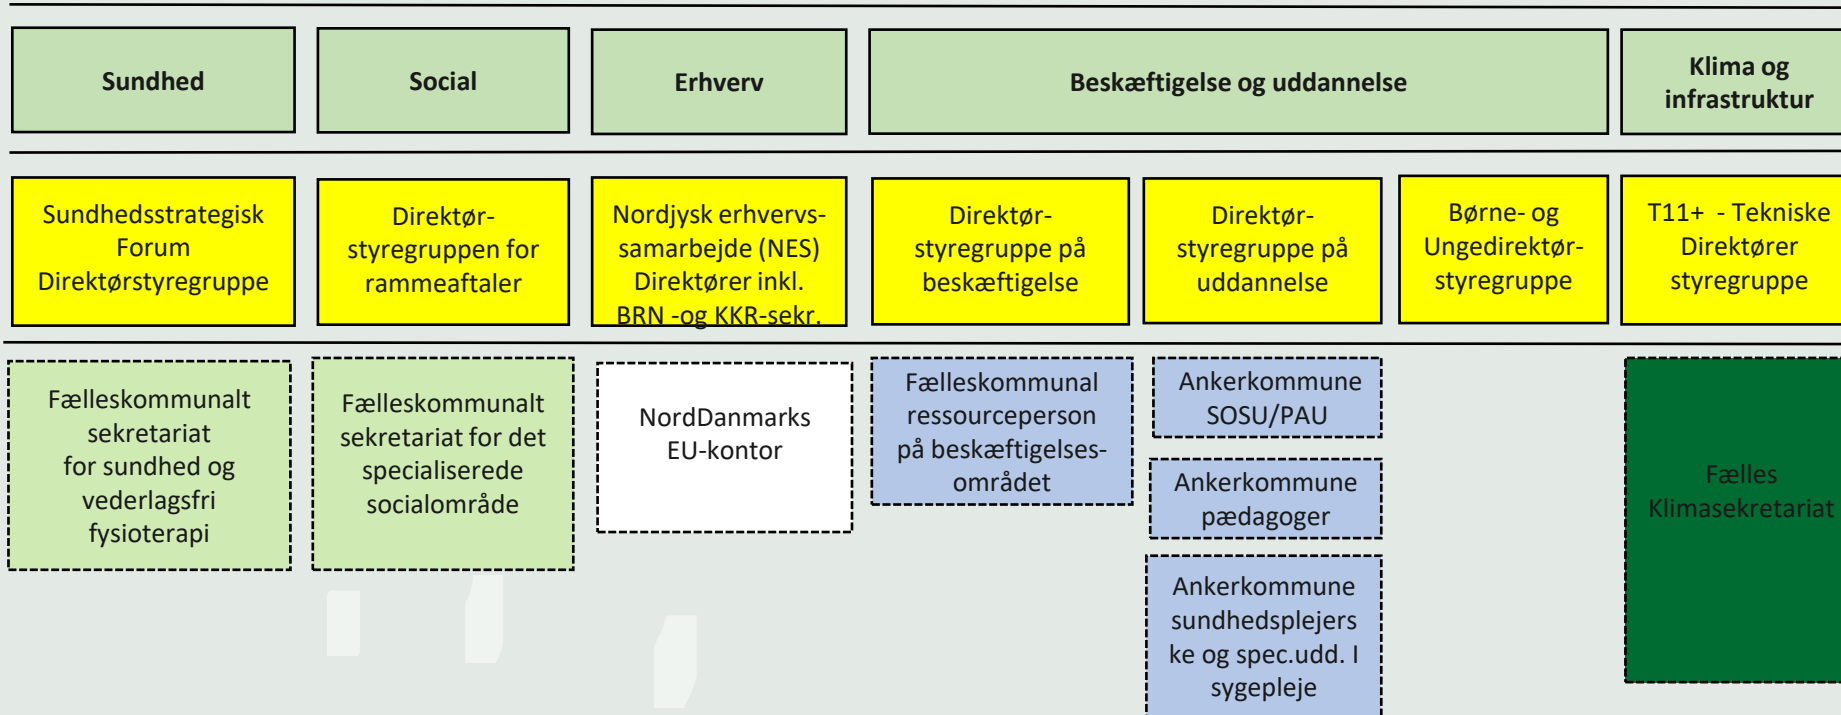 Sundhed
Social
Erhverv
Beskæftigelse og uddannelse
Klima og
infrastruktur
Sundhedsstrategisk
Forum
Direktørstyregruppe
Direktør-
styregruppen for
rammeaftaler
Nordjysk erhvervs-
samarbejde (NES)
Direktører inkl.
BRN -og KKR-sekr.
Direktør-
styregruppe på
beskæftigelse
Direktør-
styregruppe på
uddannelse
Børne- og
Ungedirektør-
styregruppe
T11+ - Tekniske
Direktører
styregruppe
Fælleskommunalt
sekretariat
for sundhed og
vederlagsfri
fysioterapi
Fælleskommunalt
sekretariat for det
specialiserede
socialområde
NordDanmarks
EU-kontor
Fælleskommunal
ressourceperson
på beskæftigelses-
området
Ankerkommune
SOSU/PAU
Ankerkommune
pædagoger
Ankerkommune
sundhedsplejers
ke og spec.udd. I
sygepleje
Fælles
Klimasekretariat